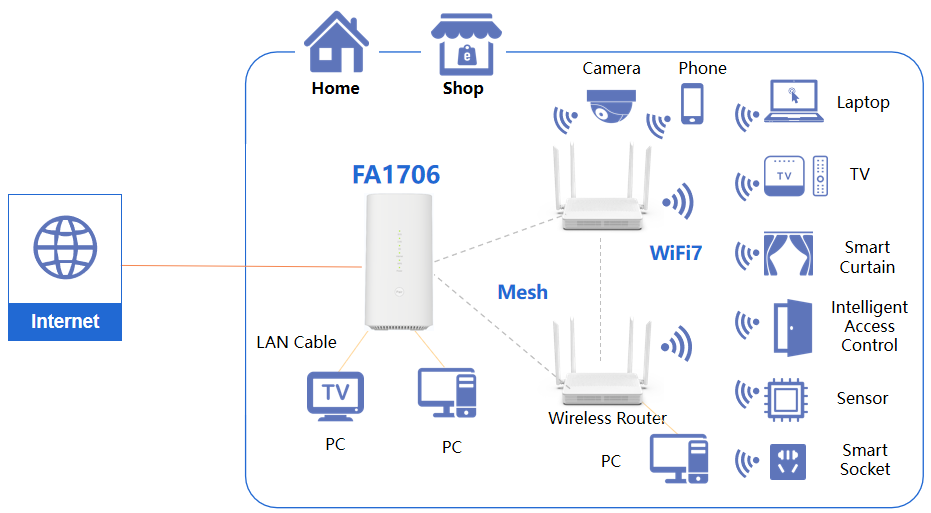 Home
Shop
Camera
Phone
Laptop
FA1706
TV
TV
WiFi7
Smart
Curtain
Internet
Mesh
Intelligent
Access
Control
LAN Cable
TV
PC
PC
Wireless Router
PC
Sensor
Smart
Socket
e